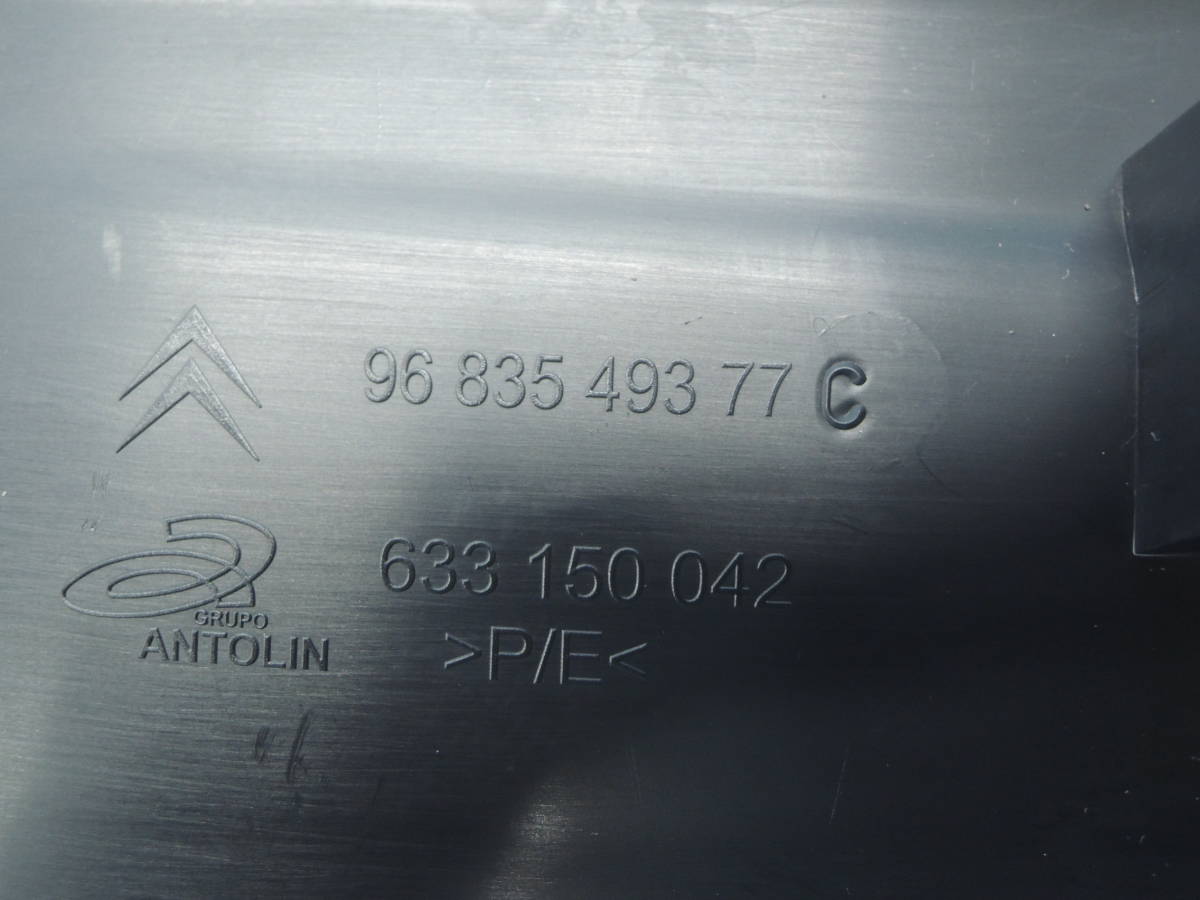 96 835 493 77 C
633 150 042
GRUPO
ANTOLIN
>P/E<